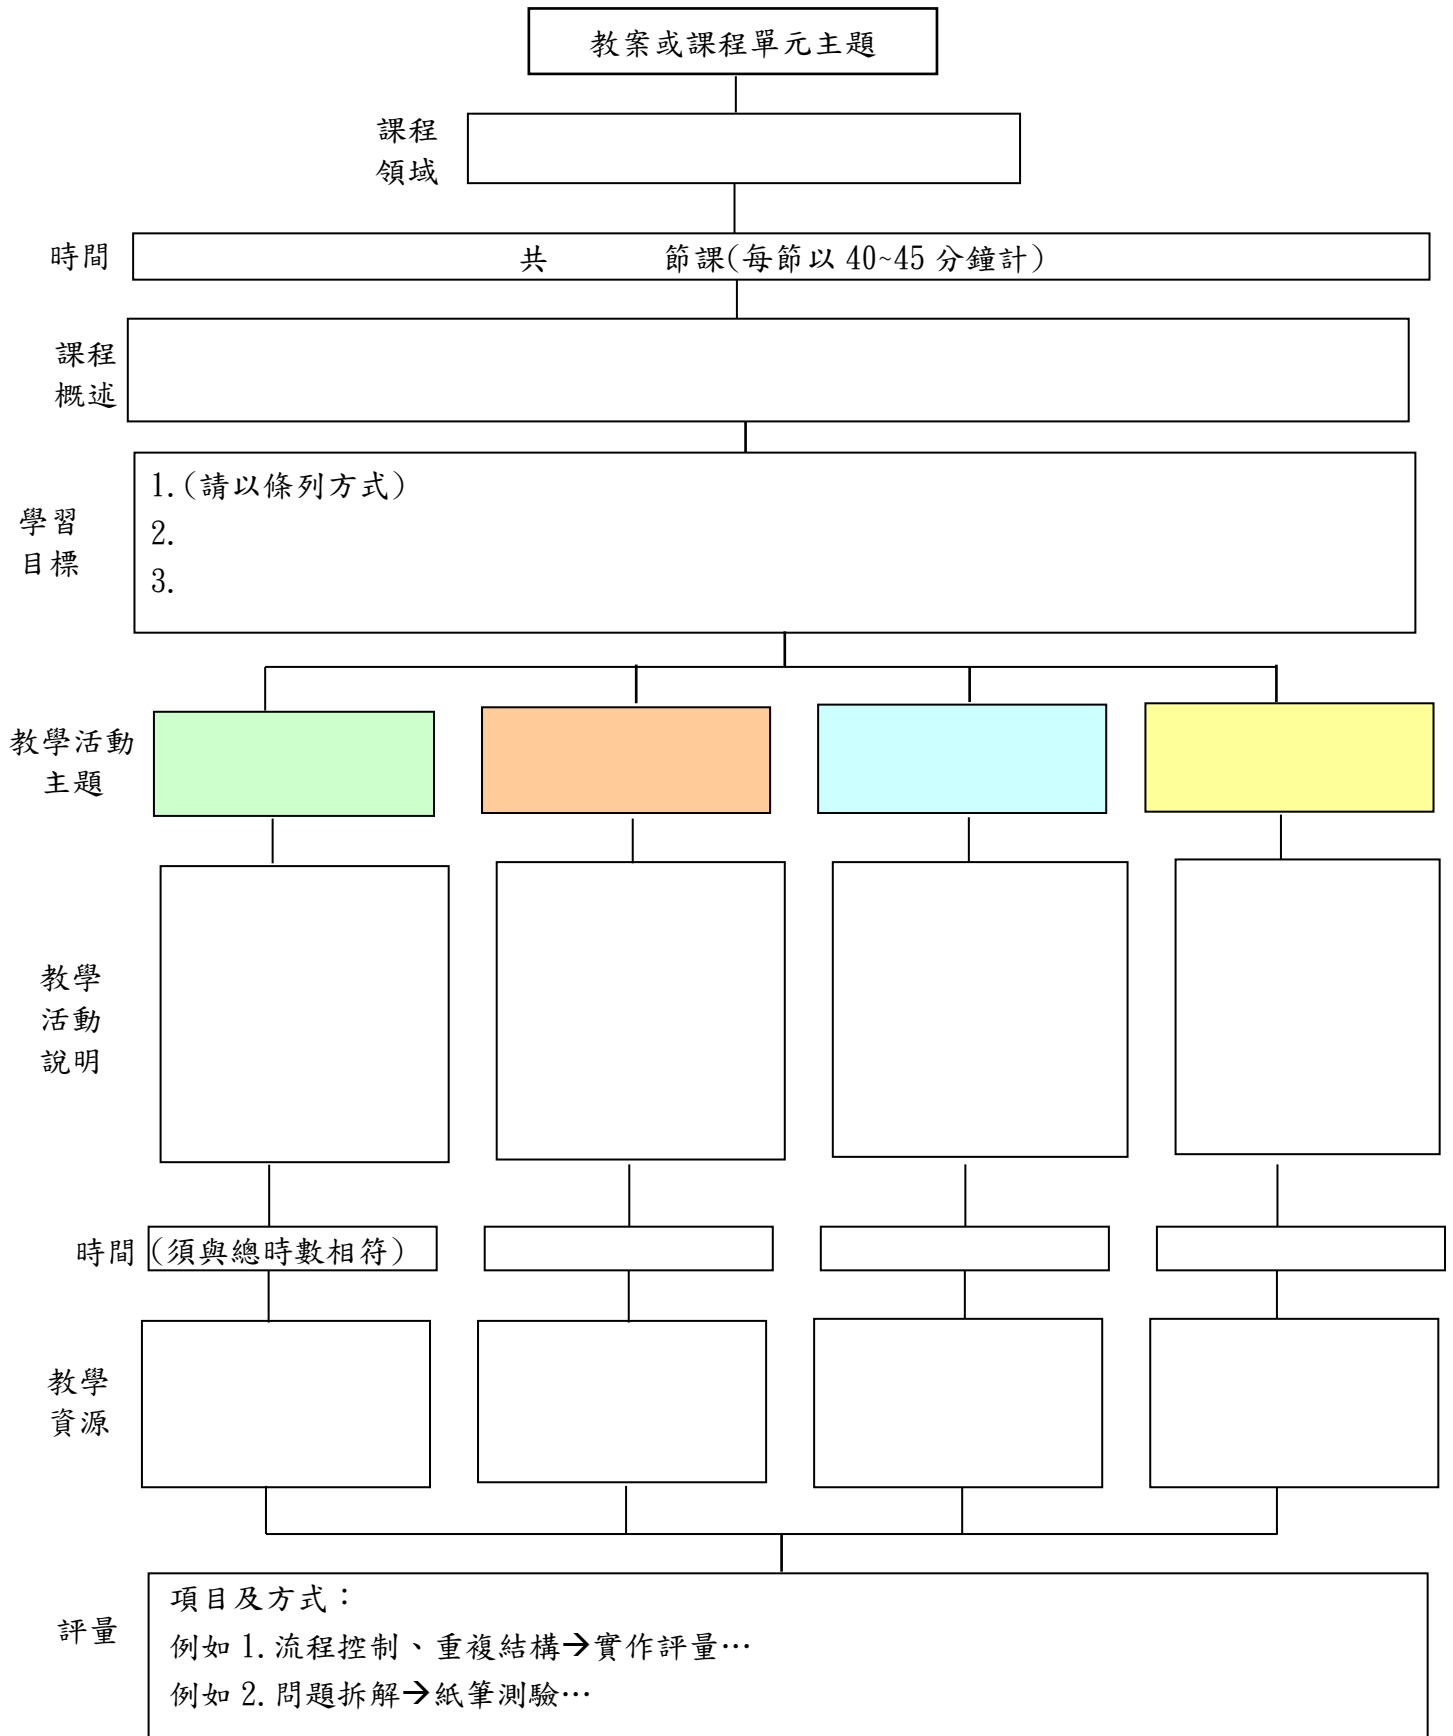 教案或課程單元主題
課程
領域
時間
共 節課(每節以 40~45 分鐘計)
課程
概述
學習
目標
1.(請以條列方式)
2.
3.
教學活動
主題
教學
活動
說明
時間
(須與總時數相符)
教學
資源
評量
項目及方式：
例如 1.流程控制、重複結構→實作評量…
例如 2.問題拆解→紙筆測驗…